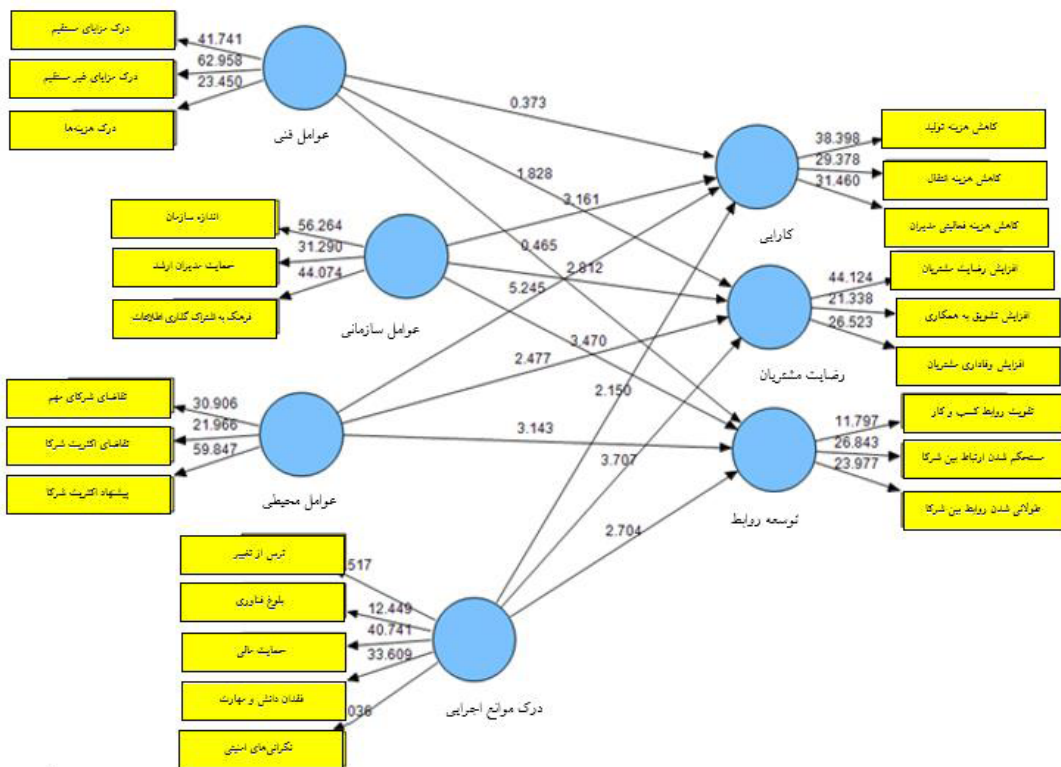 درک مزایای مستقیم
41.741
درک مزایای غیر مستقیم
62.958
درک هزینه‌ها
23.450
عوامل فنی
0.373
1.828
0.465
اندازه سازمان
56.264
حمایت مدیران ارشد
31.290
فرهنگ به اشتراک گذاری اطلاعات
44.074
عوامل سازمانی
3.161
2.812
3.470
تقاضای شرکای مهم
30.906
تقاضای اکثریت شرکا
21.966
پیشنهاد اکثریت شرکا
59.847
عوامل محیطی
5.245
2.477
3.143
ترس از تغییر
517
بلوغ فناوری
12.449
حمایت مالی
40.741
فقدان دانش و مهارت
33.609
نگرانی‌های امنیتی
036
درک موانع اجرایی
2.150
3.707
2.704
کاهش هزینه تولید
38.398
کاهش هزینه انتقال
29.378
کاهش هزینه فعالیتی مدیران
31.460
کارایی
افزایش رضایت مشتریان
44.124
افزایش تشویق به همکاری
21.338
افزایش وفاداری مشتریان
26.523
رضایت مشتریان
تقویت روابط کسب و کار
11.797
مستحکم شدن ارتباط بین شرکا
26.843
طولانی شدن روابط بین شرکا
23.977
توسعه روابط